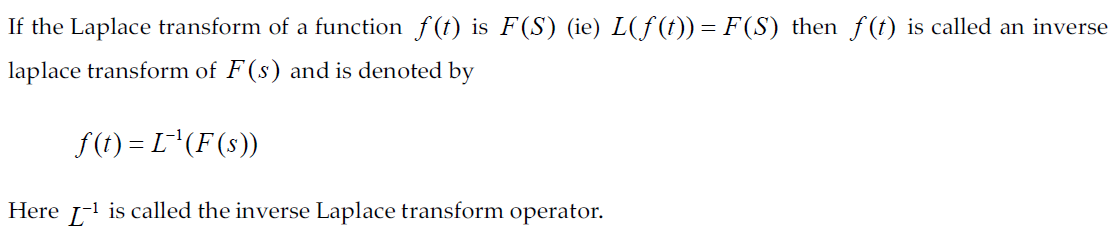 If the Laplace transform of a function f(t) is F(S) (ie) L(f(t)) = F(S) then f(t) is called an inverse
laplace transform of F(s) and is denoted by
f(t) = L⁻¹(F(s))
Here L⁻¹ is called the inverse Laplace transform operator.